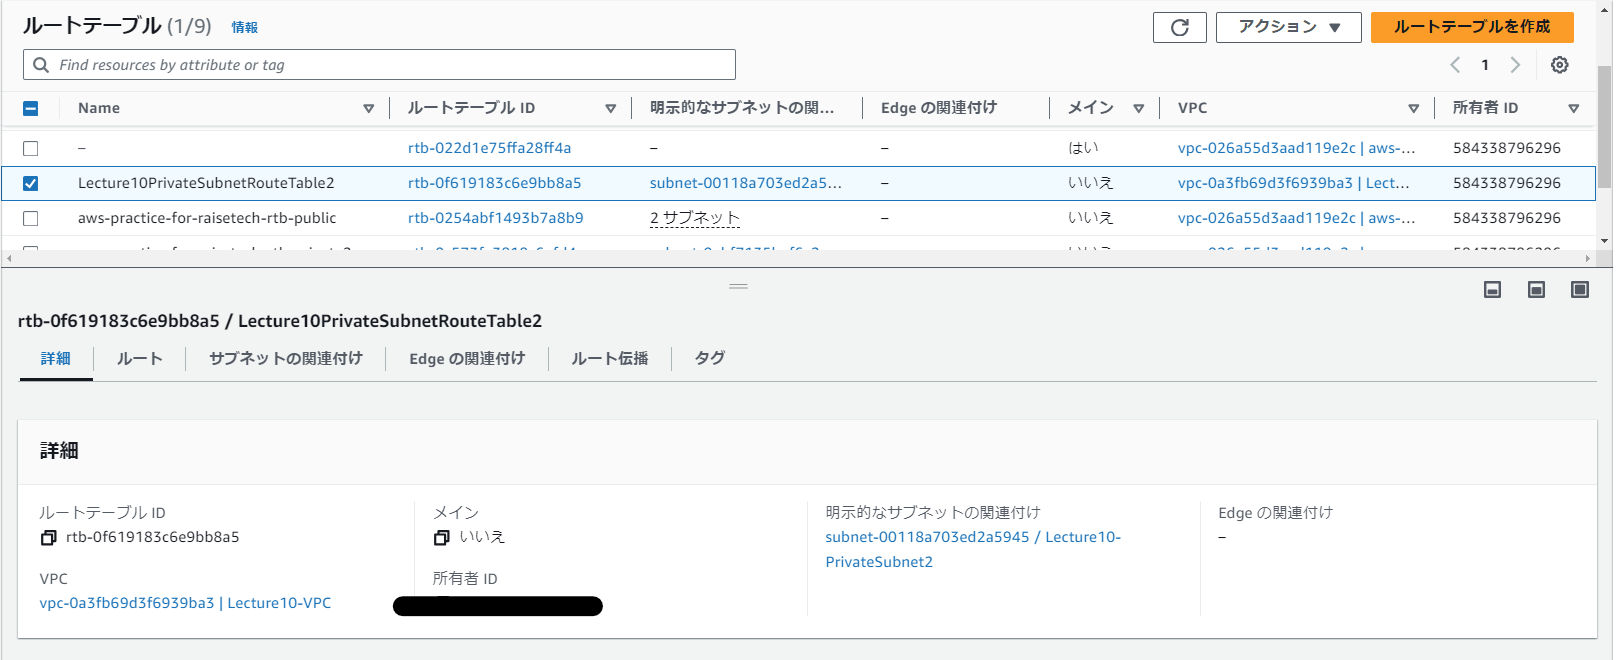 ルートテーブル (1/9) 情報
アクション ▼ ルートテーブルを作成
Find resources by attribute or tag
1
Name ルートテーブル ID 明示的なサブネットの関... Edge の関連付け メイン VPC 所有者 ID
– rtb-022d1e75ffa28ff4a – – はい vpc-026a55d3aad119e2c | aws-... 584338796296
Lecture10PrivateSubnetRouteTable2 rtb-0f619183c6e9bb8a5 subnet-00118a703ed2a5... – いいえ vpc-0a3fb69d3f6939ba3 | Lect... 584338796296
aws-practice-for-raisetech-rtb-public rtb-0254abf1493b7a8b9 2 サブネット – いいえ vpc-026a55d3aad119e2c | aws-... 584338796296
rtb-0f619183c6e9bb8a5 / Lecture10PrivateSubnetRouteTable2
詳細 ルート サブネットの関連付け Edge の関連付け ルート伝播 タグ
詳細
ルートテーブル ID メイン 明示的なサブネットの関連付け Edge の関連付け
rtb-0f619183c6e9bb8a5 いいえ subnet-00118a703ed2a5945 / Lecture10- –
PrivateSubnet2
VPC 所有者 ID
vpc-0a3fb69d3f6939ba3 | Lecture10-VPC